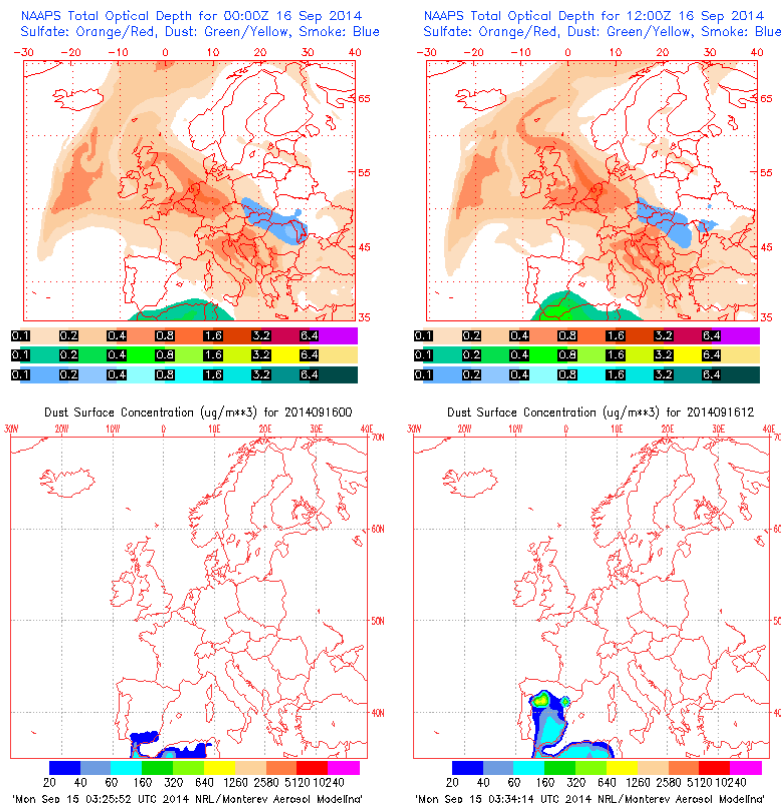 NAAPS Total Optical Depth for 00:00Z 16 Sep 2014
Sulfate: Orange/Red, Dust: Green/Yellow, Smoke: Blue
-30 -20 -10 0 10 20 30 40
65
55
45
35
0.1 0.2 0.4 0.8 1.6 3.2 6.4
0.1 0.2 0.4 0.8 1.6 3.2 6.4
0.1 0.2 0.4 0.8 1.6 3.2 6.4
NAAPS Total Optical Depth for 12:00Z 16 Sep 2014
Sulfate: Orange/Red, Dust: Green/Yellow, Smoke: Blue
-30 -20 -10 0 10 20 30 40
65
55
45
35
0.1 0.2 0.4 0.8 1.6 3.2 6.4
0.1 0.2 0.4 0.8 1.6 3.2 6.4
0.1 0.2 0.4 0.8 1.6 3.2 6.4
Dust Surface Concentration (ug/m**3) for 2014091600
30W 20W 10W 0 10E 20E 30E 40E
70N
60N
50N
40N
20 40 60 160 320 640 1260 2580 5120 10240
'Mon Sep 15 03:25:52 UTC 2014 NRL/Monterey Aerosol Modeling'
Dust Surface Concentration (ug/m**3) for 2014091612
30W 20W 10W 0 10E 20E 30E 40E
70N
60N
50N
40N
20 40 60 160 320 640 1260 2580 5120 10240
'Mon Sep 15 03:34:14 UTC 2014 NRL/Monterey Aerosol Modeling'